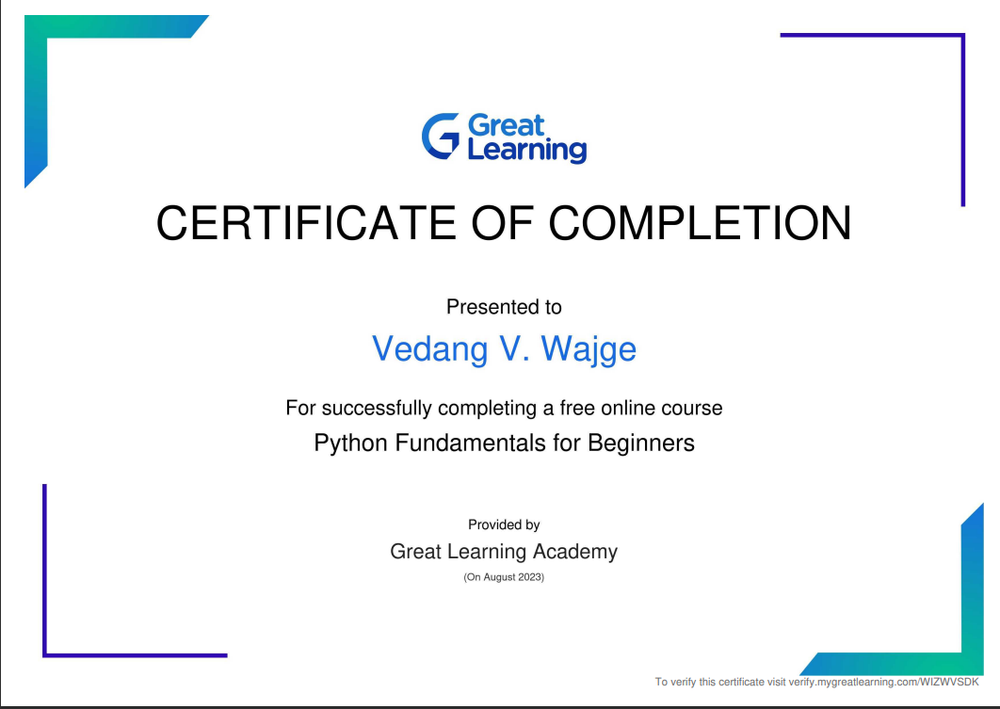 Great
Learning
CERTIFICATE OF COMPLETION
Presented to
Vedang V. Wajge
For successfully completing a free online course
Python Fundamentals for Beginners
Provided by
Great Learning Academy
(On August 2023)
To verify this certificate visit verify.mygreatlearning.com/WIZWVSDK